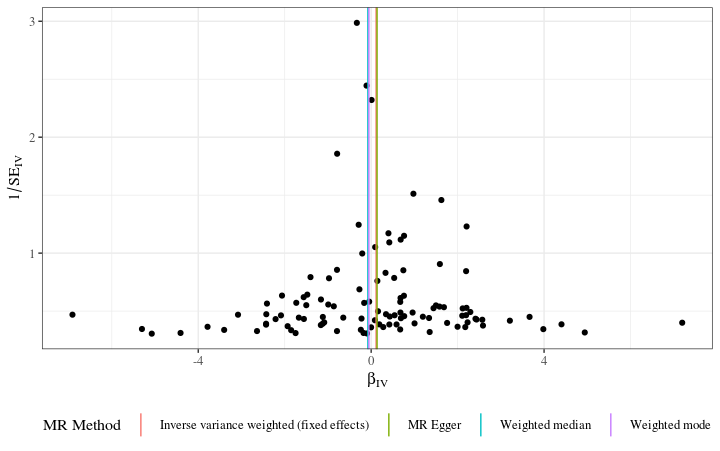 3
2
1
1/SE_IV
-4
0
4
β_IV
MR Method
Inverse variance weighted (fixed effects)
MR Egger
Weighted median
Weighted mode